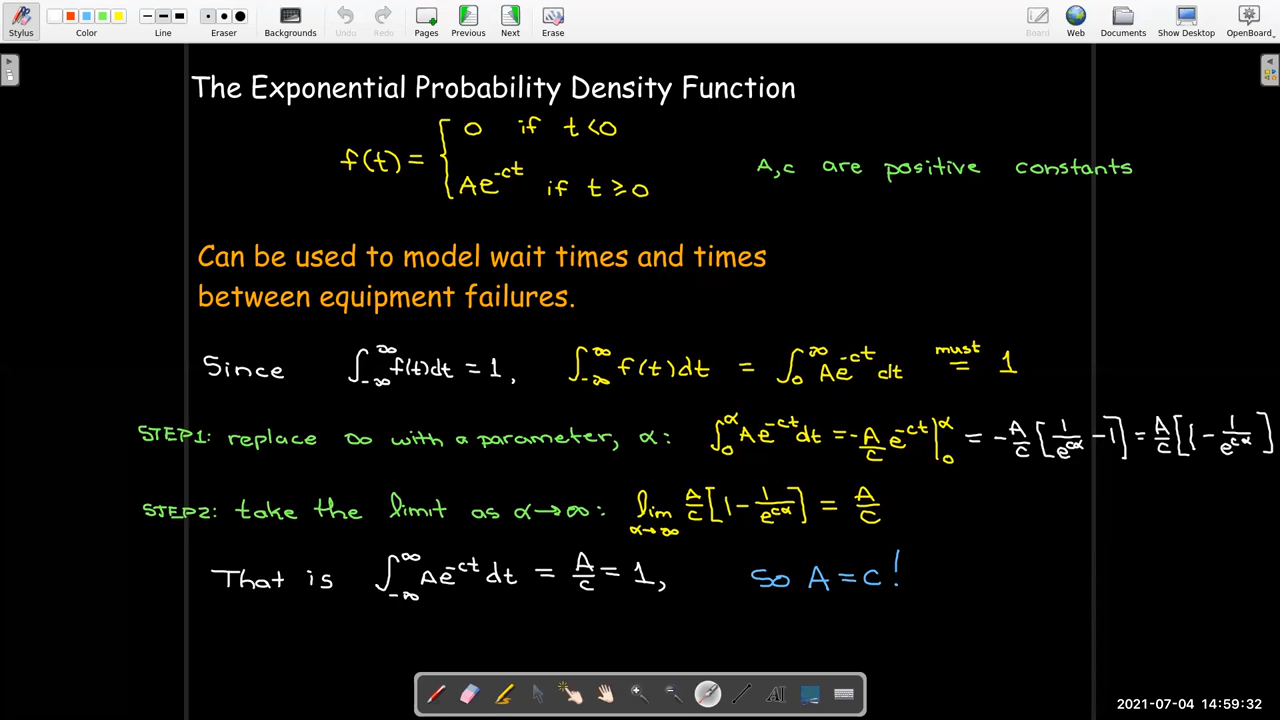 Stylus Color Line Eraser Backgrounds Undo Redo Pages Previous Next Erase Board Web Documents Show Desktop OpenBoard
The Exponential Probability Density Function
f(t) = { 0 if t < 0
Ae^{-ct} if t ≥ 0
A, c are positive constants
Can be used to model wait times and times
between equipment failures.
Since ∫_{-∞}^{∞} f(t)dt = 1, ∫_{-∞}^{∞} f(t)dt = ∫_0^∞ Ae^{-ct} dt must = 1
STEP1: replace ∞ with a parameter, α: ∫_0^α Ae^{-ct}dt = -A/c e^{-ct}|_0^α = -A/c [1/e^{cα} - 1] = A/c [1 - 1/e^{cα}]
STEP2: take the limit as α→∞: lim_{α→∞} A/c [1 - 1/e^{cα}] = A/c
That is ∫_{-∞}^{∞} Ae^{-ct} dt = A/c = 1, So A = c!
AI
2021-07-04 14:59:32